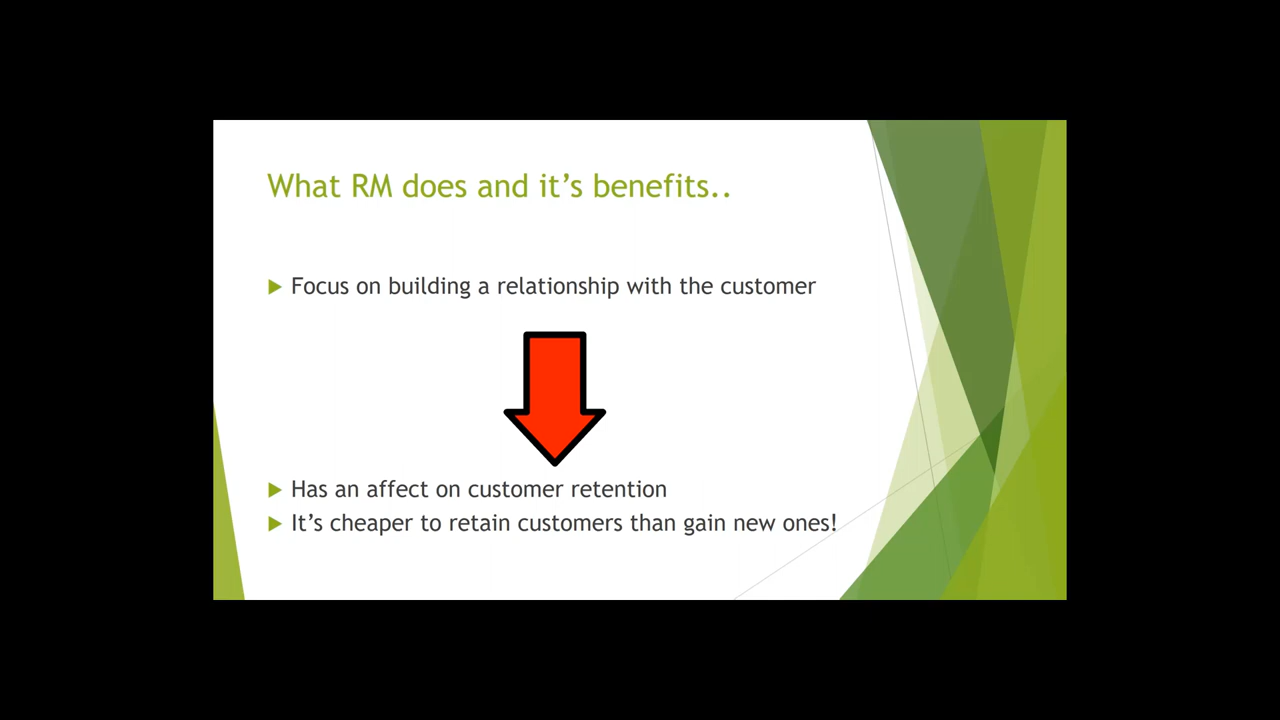 What RM does and it's benefits..
Focus on building a relationship with the customer
Has an affect on customer retention
It's cheaper to retain customers than gain new ones!